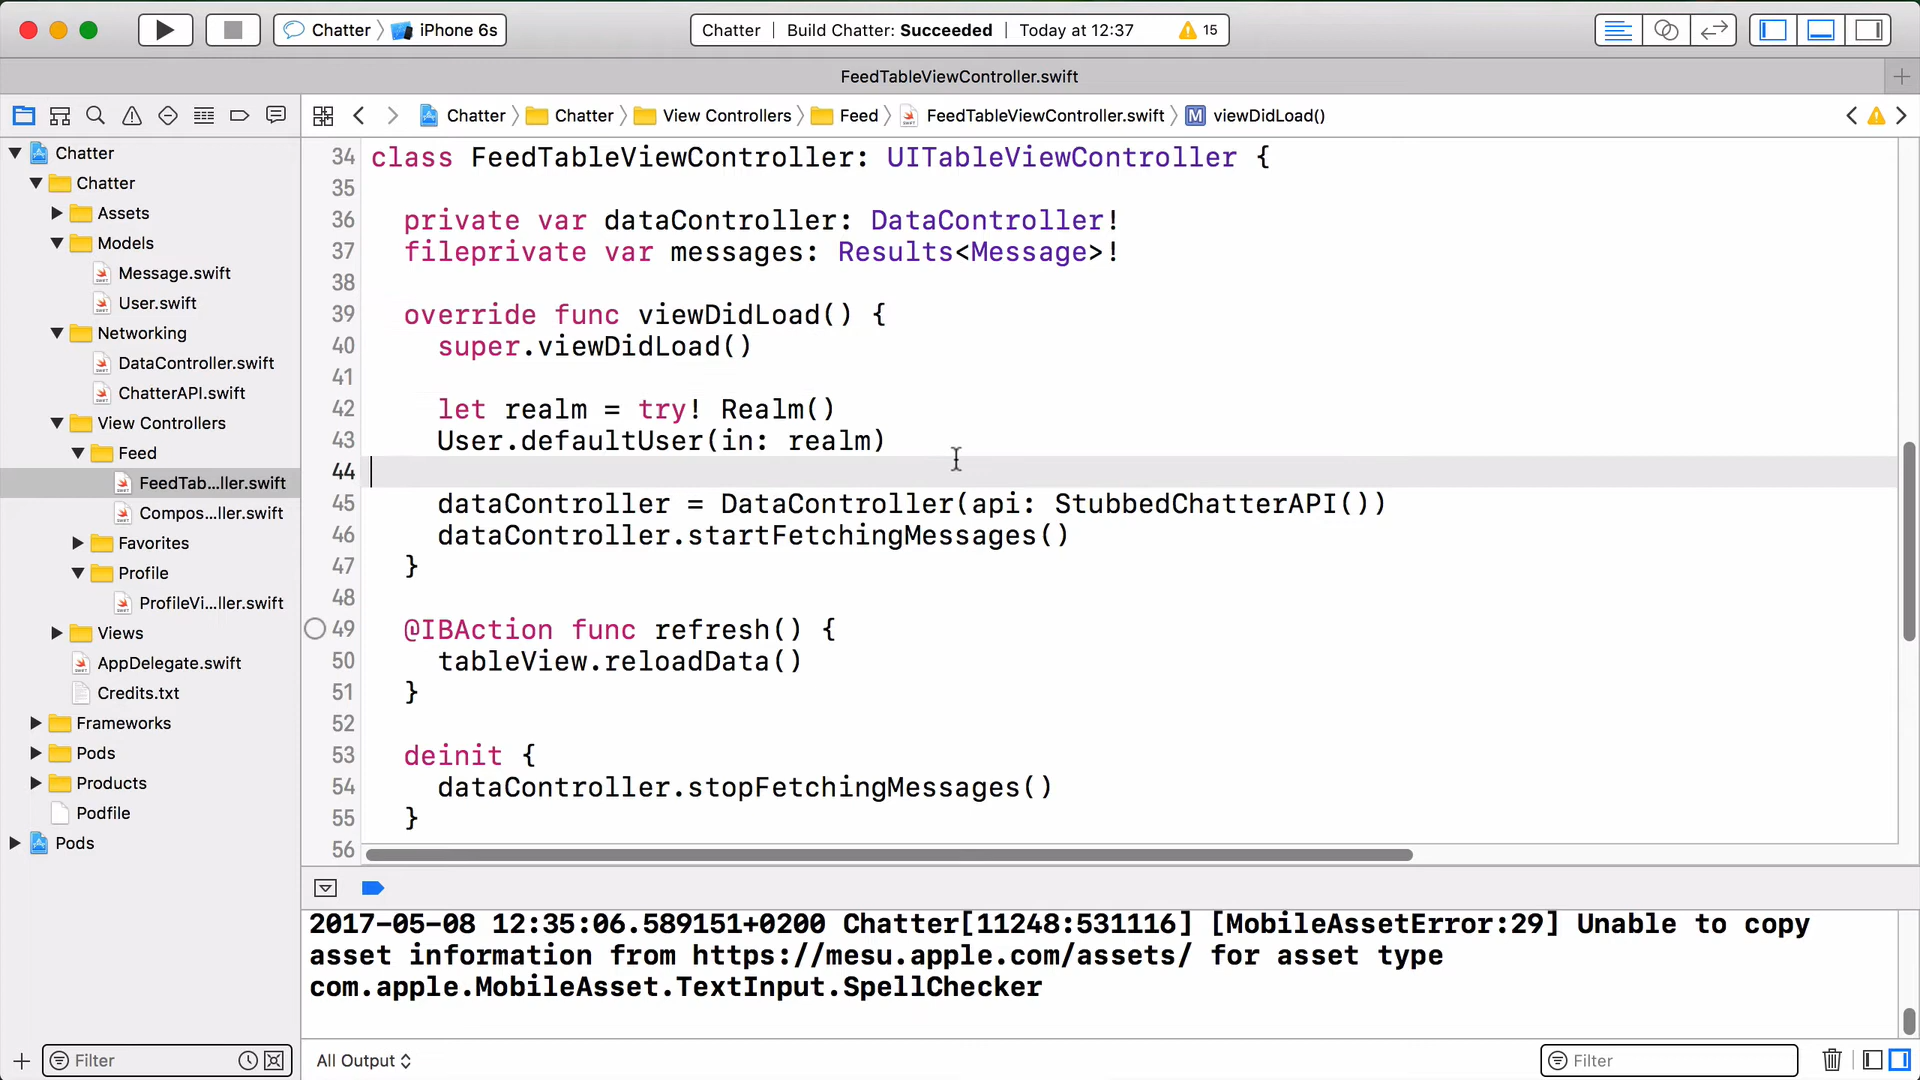 Chatter
iPhone 6s
Chatter | Build Chatter: Succeeded | Today at 12:37
15
FeedTableViewController.swift
Chatter
Chatter
View Controllers
Feed
FeedTableViewController.swift
M
viewDidLoad()
Chatter
Chatter
Assets
Models
Message.swift
User.swift
Networking
DataController.swift
ChatterAPI.swift
View Controllers
Feed
FeedTab...ller.swift
Compos...ller.swift
Favorites
Profile
ProfileVi...ller.swift
Views
AppDelegate.swift
Credits.txt
Frameworks
Pods
Products
Podfile
Pods
Filter
34 class FeedTableViewController: UITableViewController {
35
36 private var dataController: DataController!
37 fileprivate var messages: Results<Message>!
38
39 override func viewDidLoad() {
40 super.viewDidLoad()
41
42 let realm = try! Realm()
43 User.defaultUser(in: realm)
44
45 dataController = DataController(api: StubbedChatterAPI())
46 dataController.startFetchingMessages()
47 }
48
49 @IBAction func refresh() {
50 tableView.reloadData()
51 }
52
53 deinit {
54 dataController.stopFetchingMessages()
55 }
56
2017-05-08 12:35:06.589151+0200 Chatter[11248:531116] [MobileAssetError:29] Unable to copy
asset information from https://mesu.apple.com/assets/ for asset type
com.apple.MobileAsset.TextInput.SpellChecker
All Output
Filter